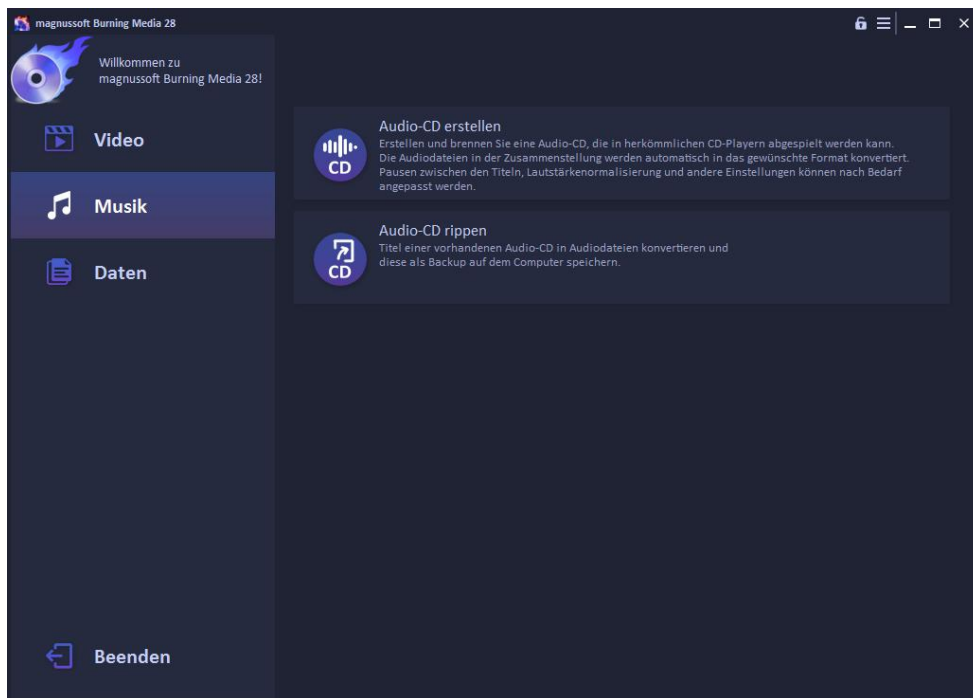 magnussoft Burning Media 28
Willkommen zu
magnussoft Burning Media 28!
Video
Musik
Daten
Beenden
Audio-CD erstellen
Erstellen und brennen Sie eine Audio-CD, die in herkömmlichen CD-Playern abgespielt werden kann.
Die Audiodateien in der Zusammenstellung werden automatisch in das gewünschte Format konvertiert.
Pausen zwischen den Titeln, Lautstärkenormalisierung und andere Einstellungen können nach Bedarf
angepasst werden.
CD
Audio-CD rippen
Titel einer vorhandenen Audio-CD in Audiodateien konvertieren und
diese als Backup auf dem Computer speichern.
CD